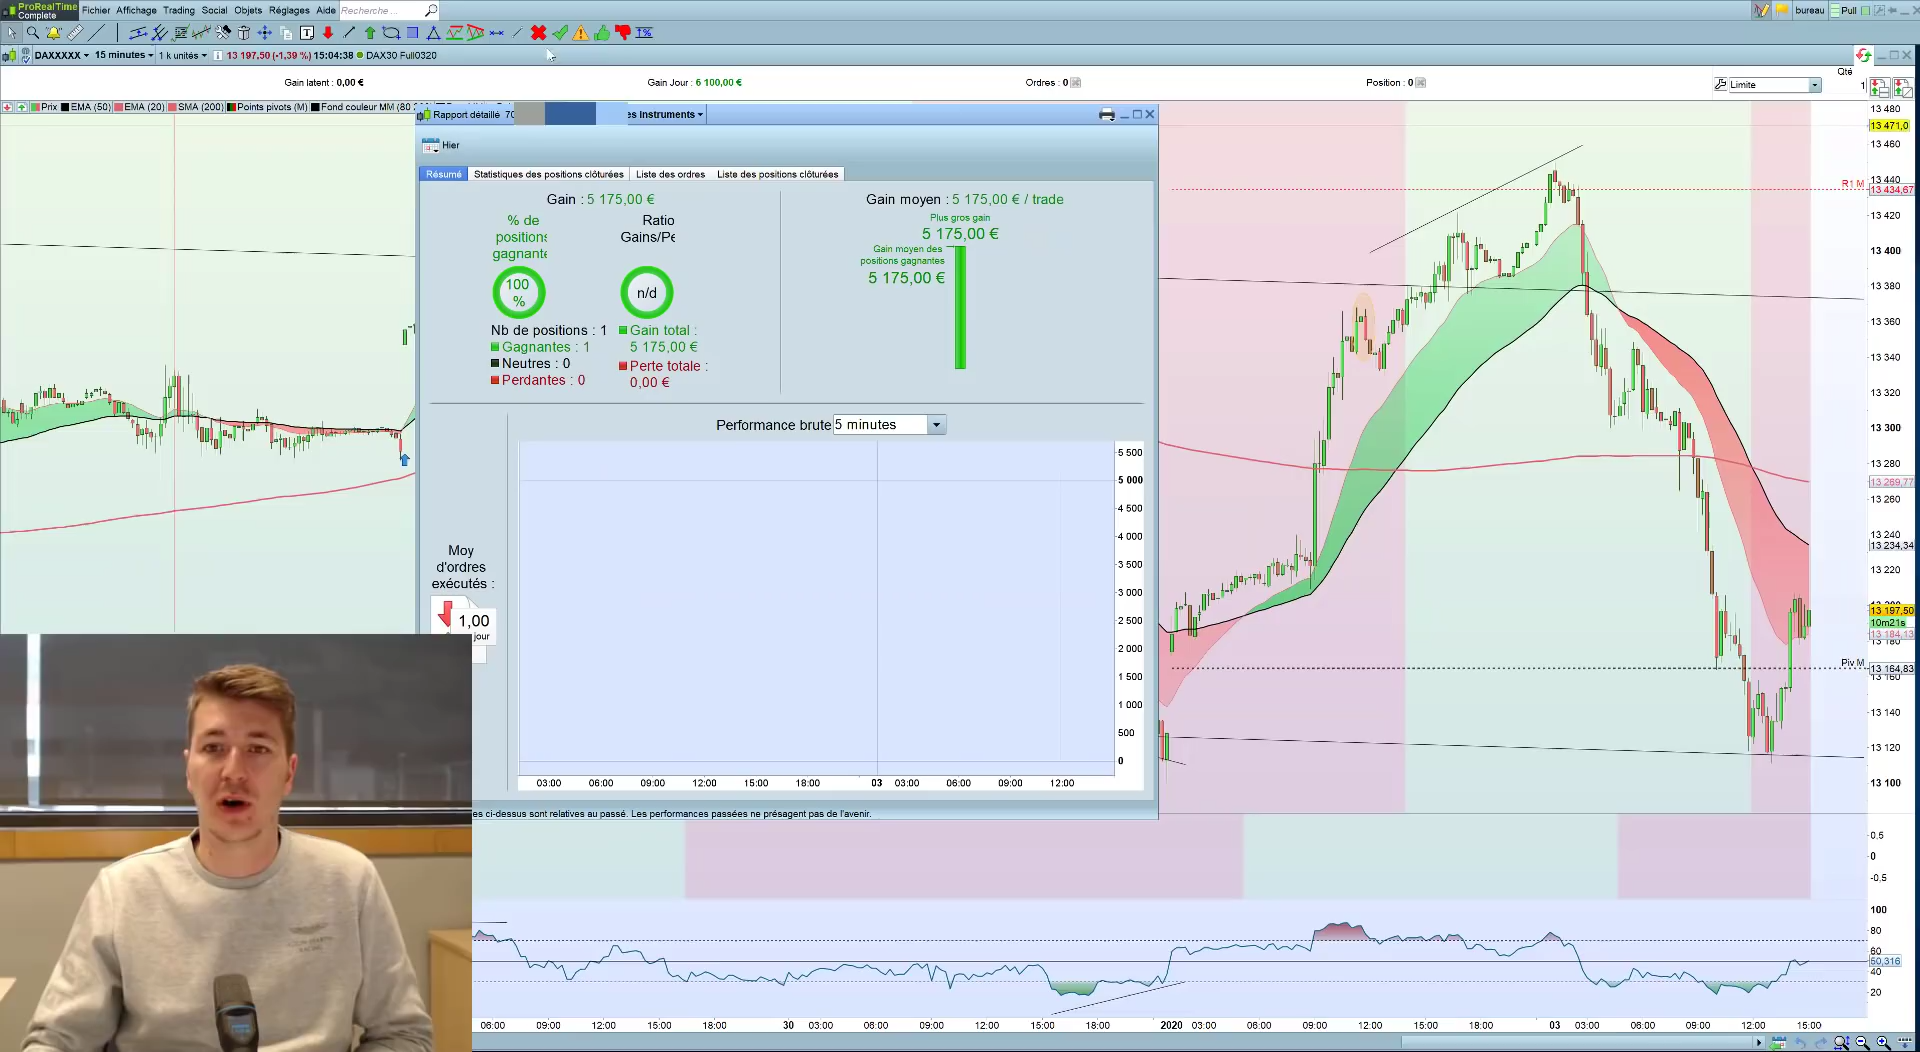 ProRealTime
Complete
Fichier Affichage Trading Social Objets Réglages Aide Recherche...
bureau Pull
DAXXXXX 15 minutes 1 k unités 13 197,50 (-1,39 %) 15:04:38 DAX30 Full0320
Gain latent : 0,00 € Gain Jour : 6 100,00 € Ordres : 0 Position : 0 Qté
Limite 1
Prix EMA (50) EMA (20) SMA (200) Points pivots (M) Fond couleur MM (80
Rapport détaillé 70 es Instruments
Hier
Résumé Statistiques des positions clôturées Liste des ordres Liste des positions clôturées
Gain : 5 175,00 €
% de
positions
gagnante
100
%
Ratio
Gains/Pe
n/d
Nb de positions : 1
Gagnantes : 1
Neutres : 0
Perdantes : 0
Gain total :
5 175,00 €
Perte totale :
0,00 €
Gain moyen : 5 175,00 € / trade
Plus gros gain
5 175,00 €
Gain moyen des
positions gagnantes
5 175,00 €
Performance brute 5 minutes
Moy
d'ordres
exécutés :
1,00
jour
5 500
5 000
4 500
4 000
3 500
3 000
2 500
2 000
1 500
1 000
500
0
03:00 06:00 09:00 12:00 15:00 18:00 03 03:00 06:00 09:00 12:00
es ci-dessus sont relatives au passé. Les performances passées ne présagent pas de l'avenir.
13 480
13 471,0
13 460
13 440
R1 M 13 434,67
13 420
13 400
13 380
13 360
13 340
13 320
13 300
13 280
13 269,77
13 260
13 240
13 234,34
13 220
13 197,50
10m21s
13 184,13
13 180
Piv M 13 164,83
13 160
13 140
13 120
13 100
0,5
0
-0,5
100
80
60
50,316
40
20
06:00 09:00 12:00 15:00 18:00 30 03:00 06:00 09:00 12:00 15:00 18:00 2020 03:00 06:00 09:00 12:00 15:00 18:00 03 03:00 06:00 09:00 12:00 15:00